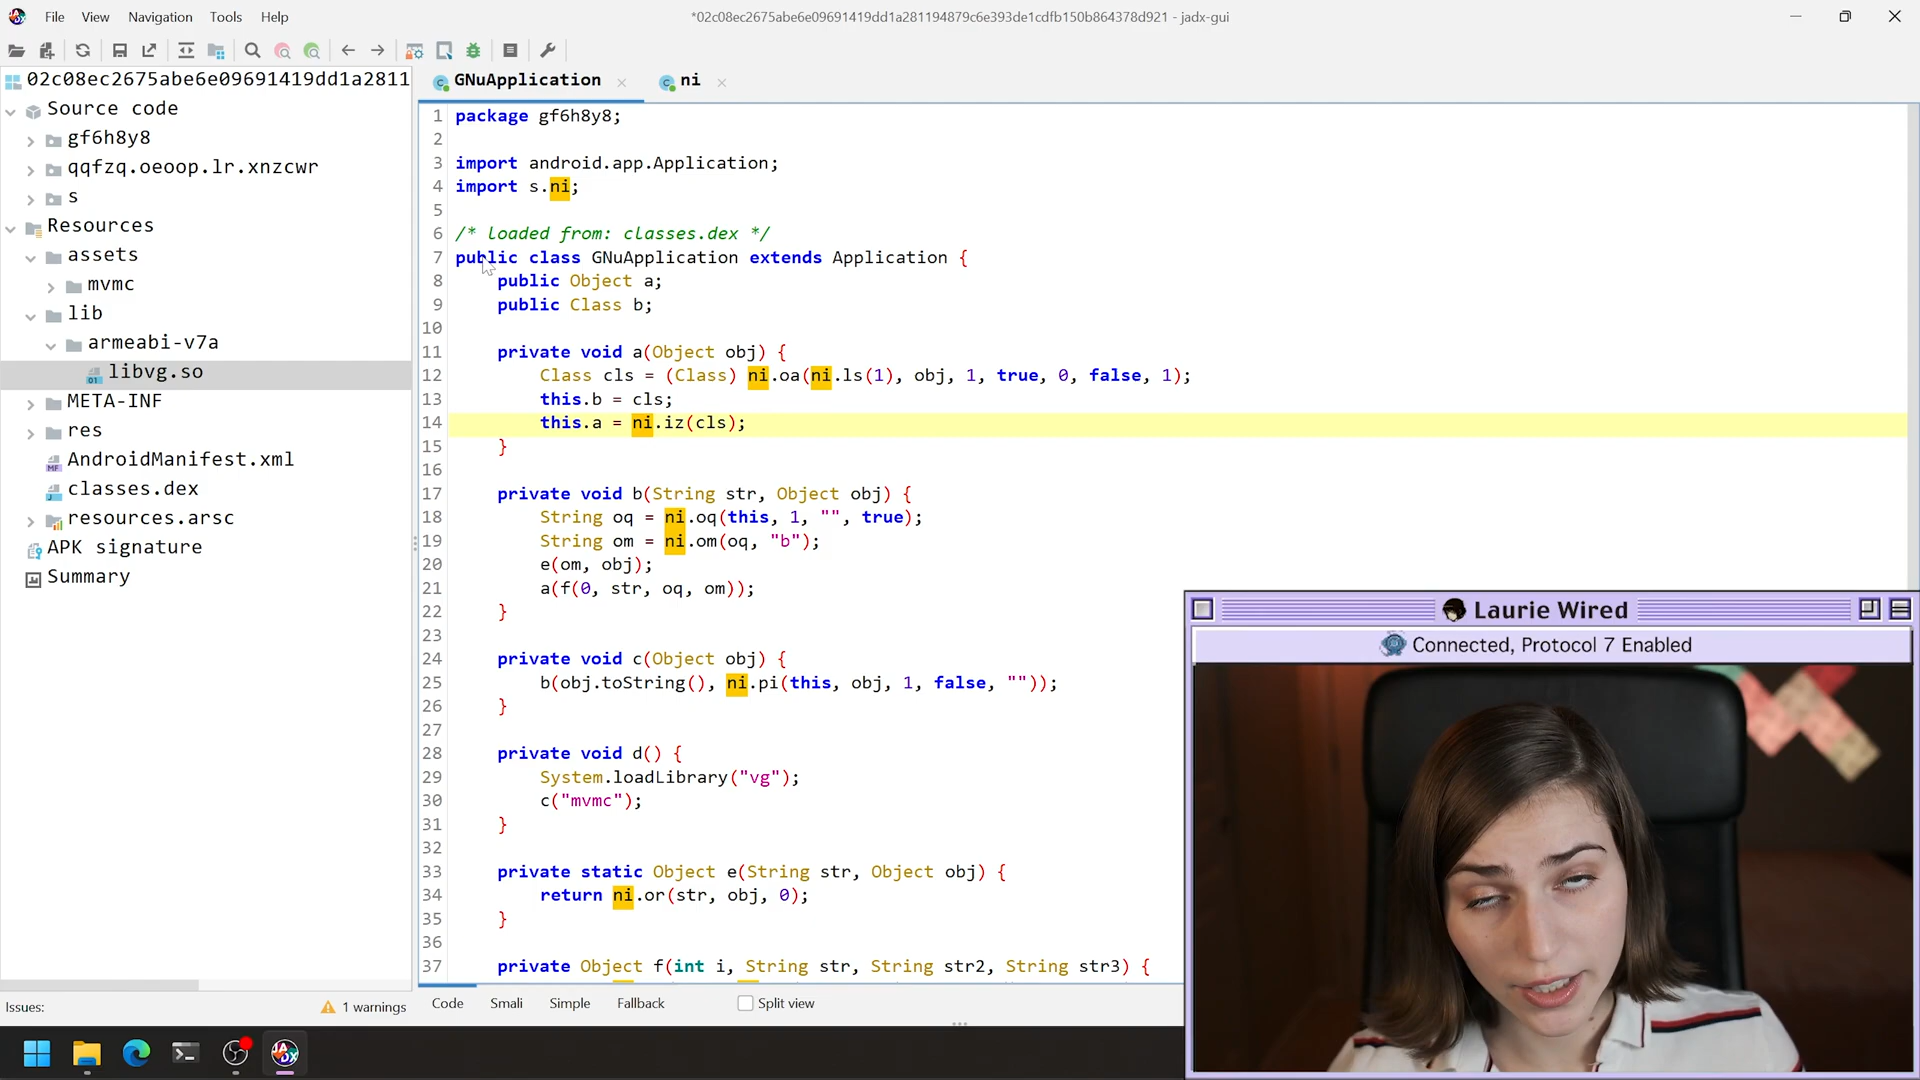 File View Navigation Tools Help
*02c08ec2675abe6e09691419dd1a281194879c6e393de1cdfb150b864378d921 - jadx-gui
02c08ec2675abe6e09691419dd1a2811
Source code
gf6h8y8
qqfzq.oeoop.lr.xnzcwr
s
Resources
assets
mvmc
lib
armeabi-v7a
libvg.so
META-INF
res
AndroidManifest.xml
classes.dex
resources.arsc
APK signature
Summary
Issues: 1 warnings
GNuApplication ni
1 package gf6h8y8;
2
3 import android.app.Application;
4 import s.ni;
5
6 /* loaded from: classes.dex */
7 public class GNuApplication extends Application {
8 public Object a;
9 public Class b;
10
11 private void a(Object obj) {
12 Class cls = (Class) ni.oa(ni.ls(1), obj, 1, true, 0, false, 1);
13 this.b = cls;
14 this.a = ni.iz(cls);
15 }
16
17 private void b(String str, Object obj) {
18 String oq = ni.oq(this, 1, "", true);
19 String om = ni.om(oq, "b");
20 e(om, obj);
21 a(f(0, str, oq, om));
22 }
23
24 private void c(Object obj) {
25 b(obj.toString(), ni.pi(this, obj, 1, false, ""));
26 }
27
28 private void d() {
29 System.loadLibrary("vg");
30 c("mvmc");
31 }
32
33 private static Object e(String str, Object obj) {
34 return ni.or(str, obj, 0);
35 }
36
37 private Object f(int i, String str, String str2, String str3) {
Code Smali Simple Fallback Split view
Laurie Wired
Connected, Protocol 7 Enabled